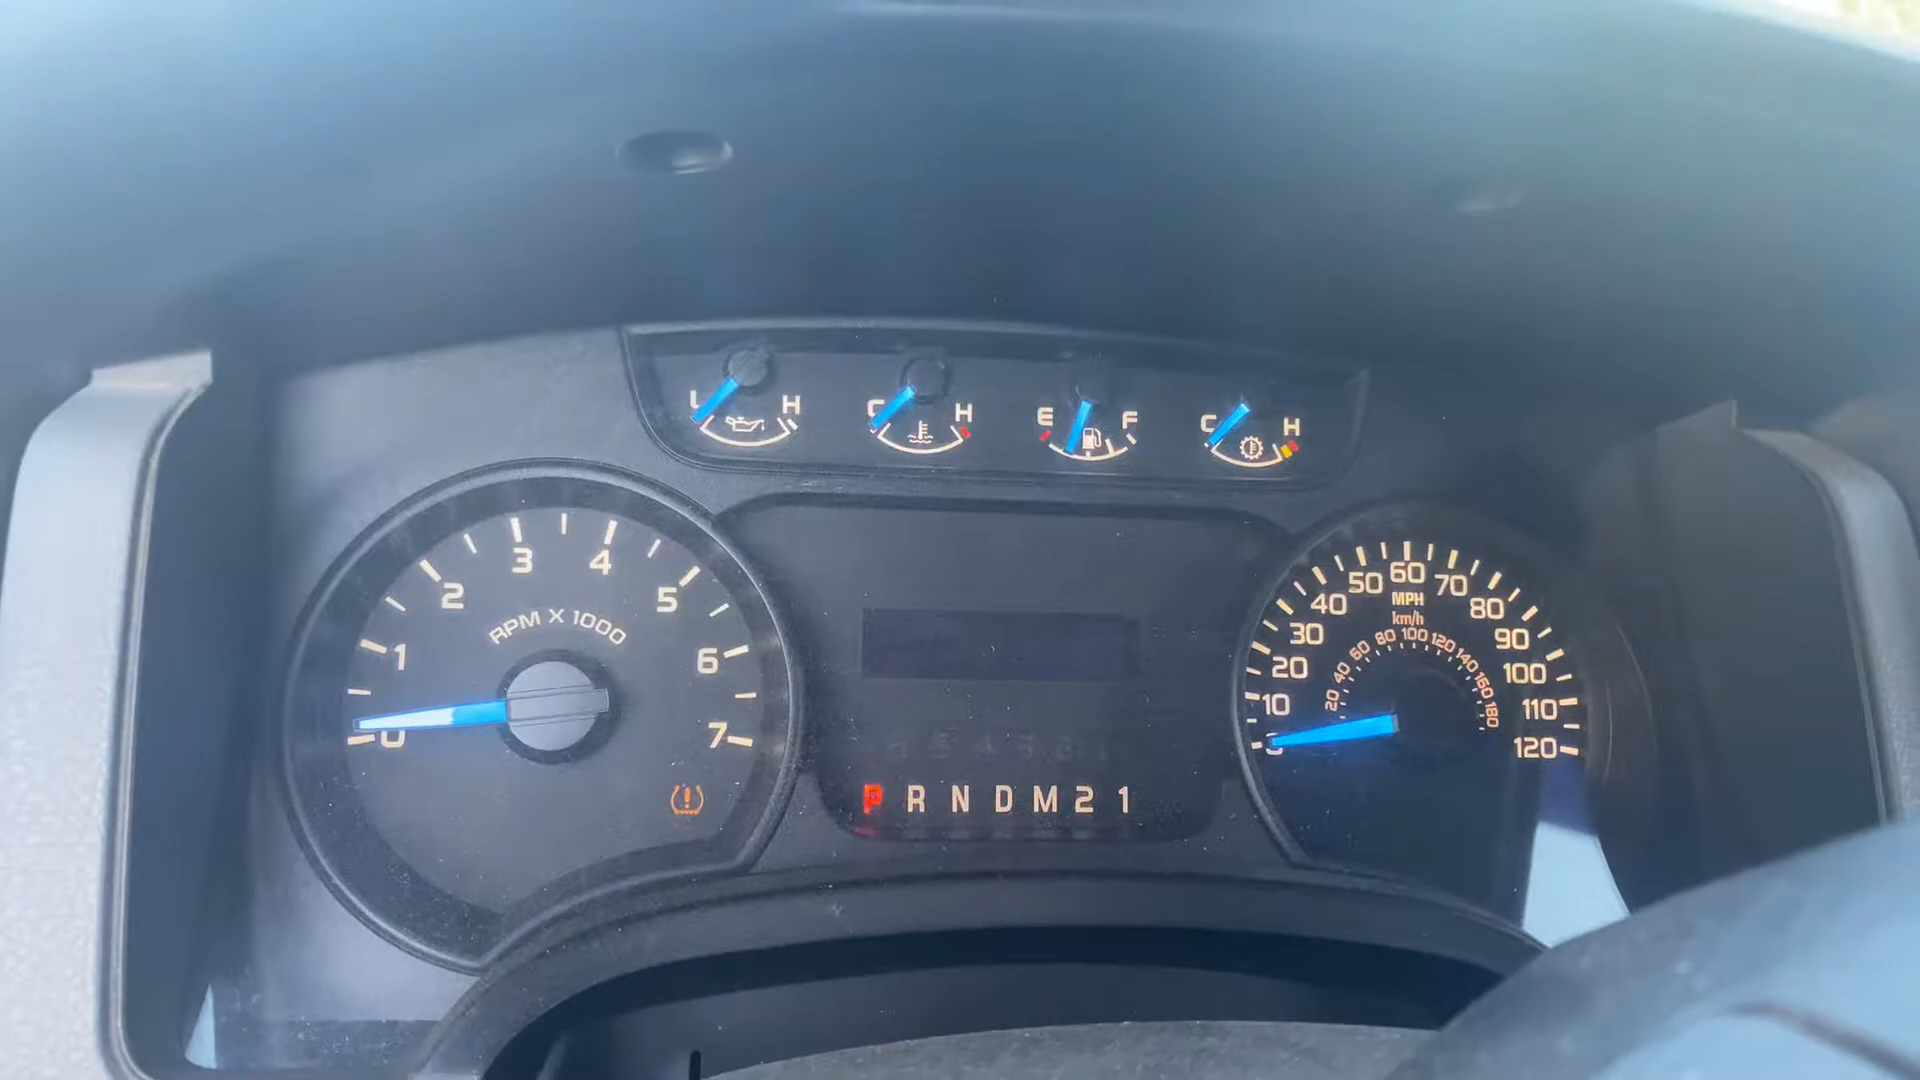 L H
C H
E F
C H
0 1 2 3 4 5 6 7
RPM X 1000
P R N D M 2 1
10 20 30 40 50 60 70 80 90 100 110 120
MPH
km/h
20 40 60 80 100 120 140 160 180